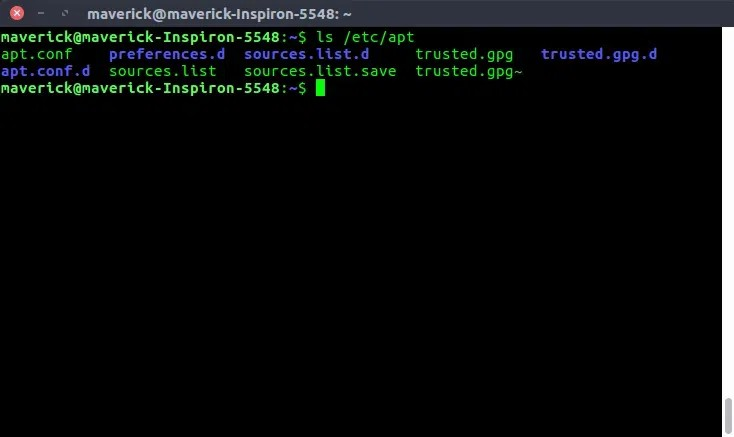 maverick@maverick-Inspiron-5548: ~
maverick@maverick-Inspiron-5548:~$ ls /etc/apt
apt.conf    preferences.d  sources.list.d     trusted.gpg   trusted.gpg.d
apt.conf.d  sources.list   sources.list.save  trusted.gpg~
maverick@maverick-Inspiron-5548:~$